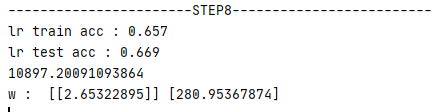 -----------------------STEP8-------------------------
lr train acc : 0.657
lr test acc : 0.669
10897.20091093864
w :  [[2.65322895]] [280.95367874]